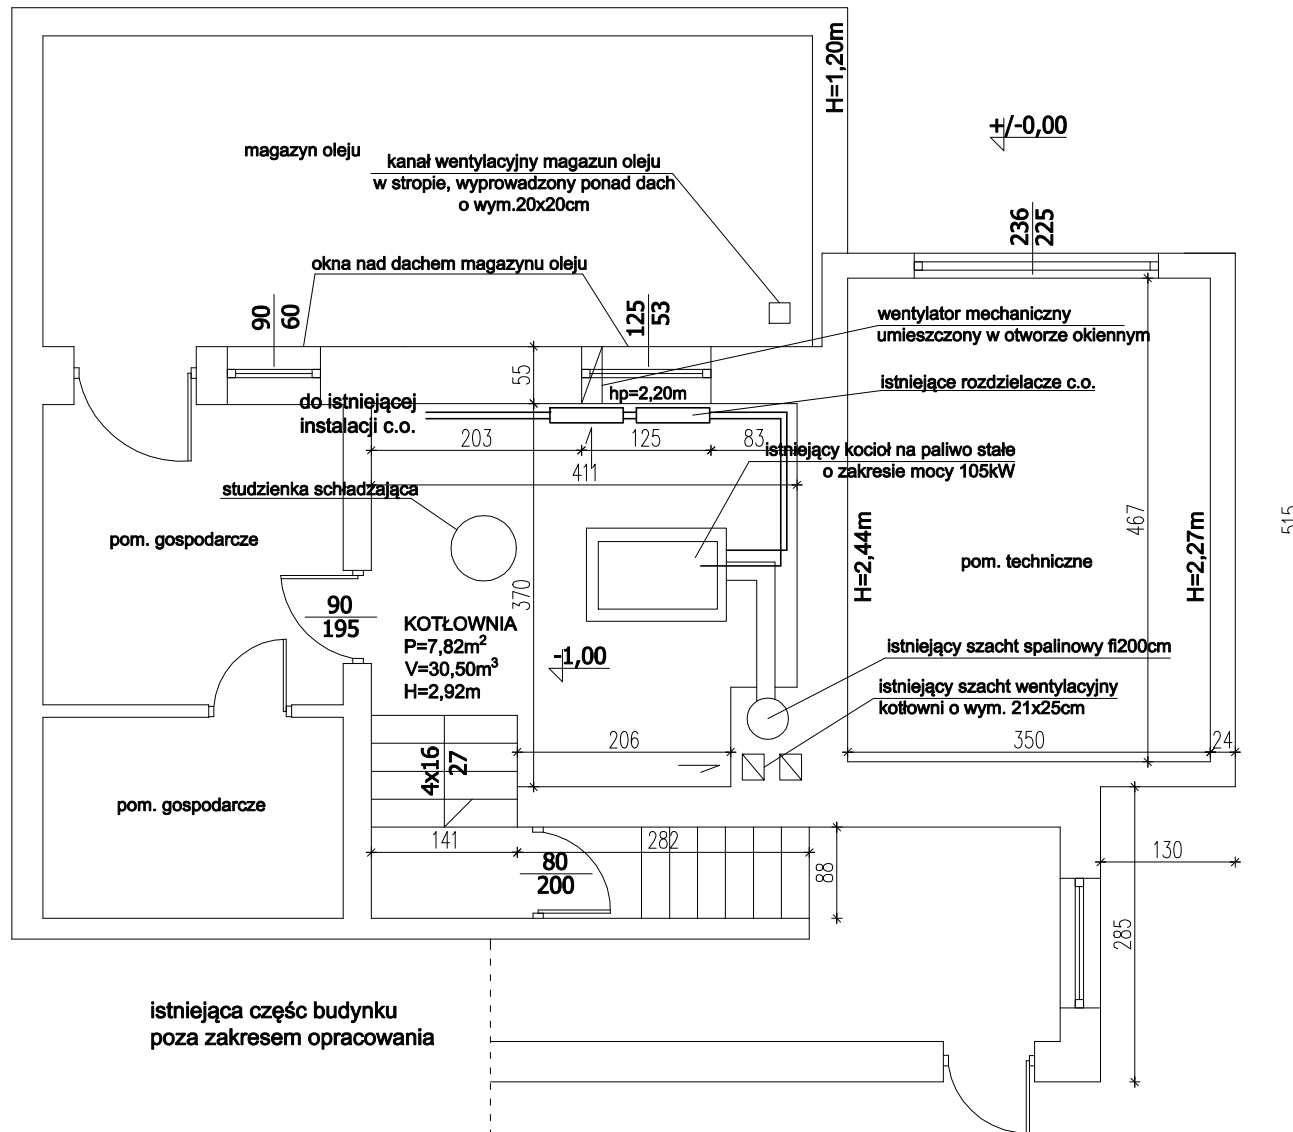 H=1,20m
+/-0,00
magazyn oleju
kanał wentylacyjny magazun oleju
w stropie, wyprowadzony ponad dach
o wym.20x20cm
236
225
okna nad dachem magazynu oleju
90
60
125
53
wentylator mechaniczny
umieszczony w otworze okiennym
55
hp=2,20m
istniejące rozdzielacze c.o.
do istniejącej
instalacji c.o.
203
125
83
411
istniejący kocioł na paliwo stałe
o zakresie mocy 105kW
studzienka schładzająca
467
515
H=2,44m
H=2,27m
pom. gospodarcze
pom. techniczne
370
90
195
KOTŁOWNIA
P=7,82m²
V=30,50m³
H=2,92m
-1,00
istniejący szacht spalinowy fi200cm
istniejący szacht wentylacyjny
kotłowni o wym. 21x25cm
206
350
24
4x16
27
pom. gospodarcze
141
282
80
200
88
130
285
istniejąca częśc budynku
poza zakresem opracowania